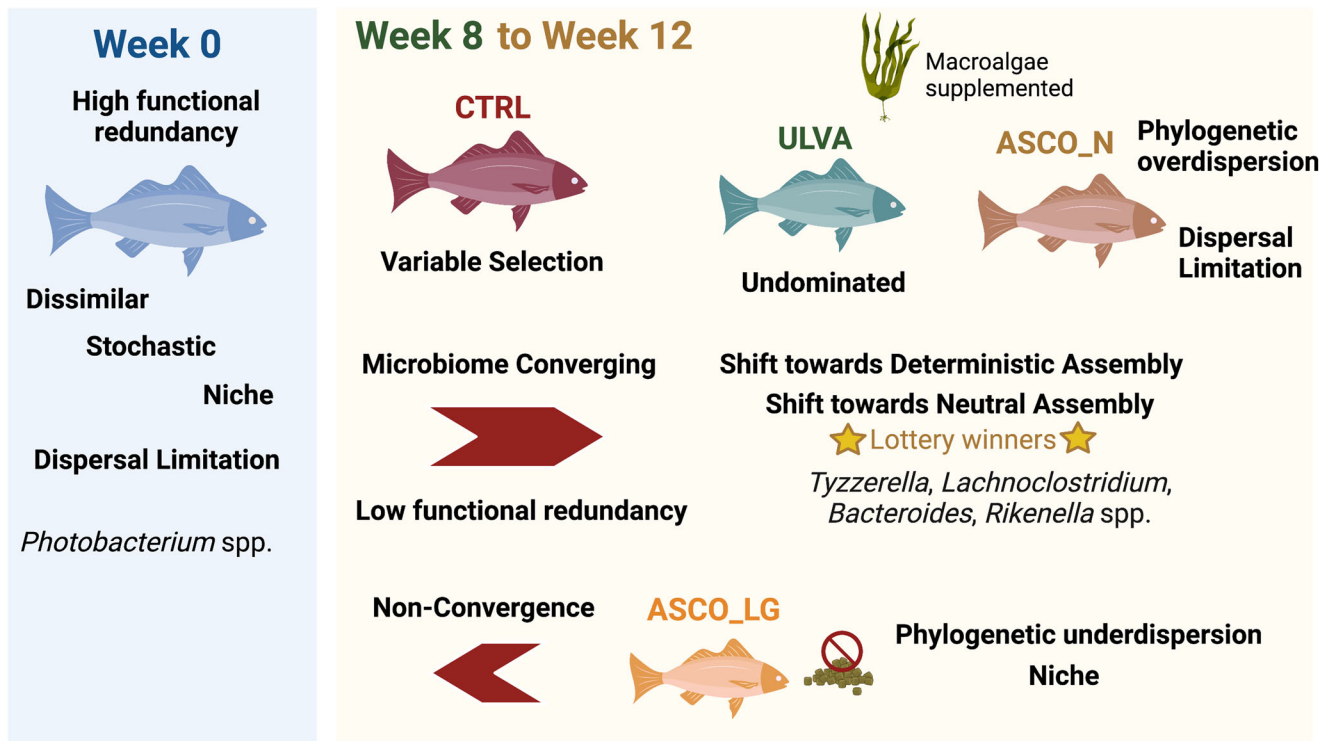 Week 0
High functional
redundancy
Dissimilar
Stochastic
Niche
Dispersal Limitation
Photobacterium spp.
Week 8 to Week 12
Macroalgae
supplemented
CTRL
Variable Selection
ULVA
Undominated
ASCO_N
Phylogenetic
overdispersion
Dispersal
Limitation
Microbiome Converging
Low functional redundancy
Shift towards Deterministic Assembly
Shift towards Neutral Assembly
Lottery winners
Tyzzerella, Lachnoclostridium,
Bacteroides, Rikenella spp.
Non-Convergence
ASCO_LG
Phylogenetic underdispersion
Niche